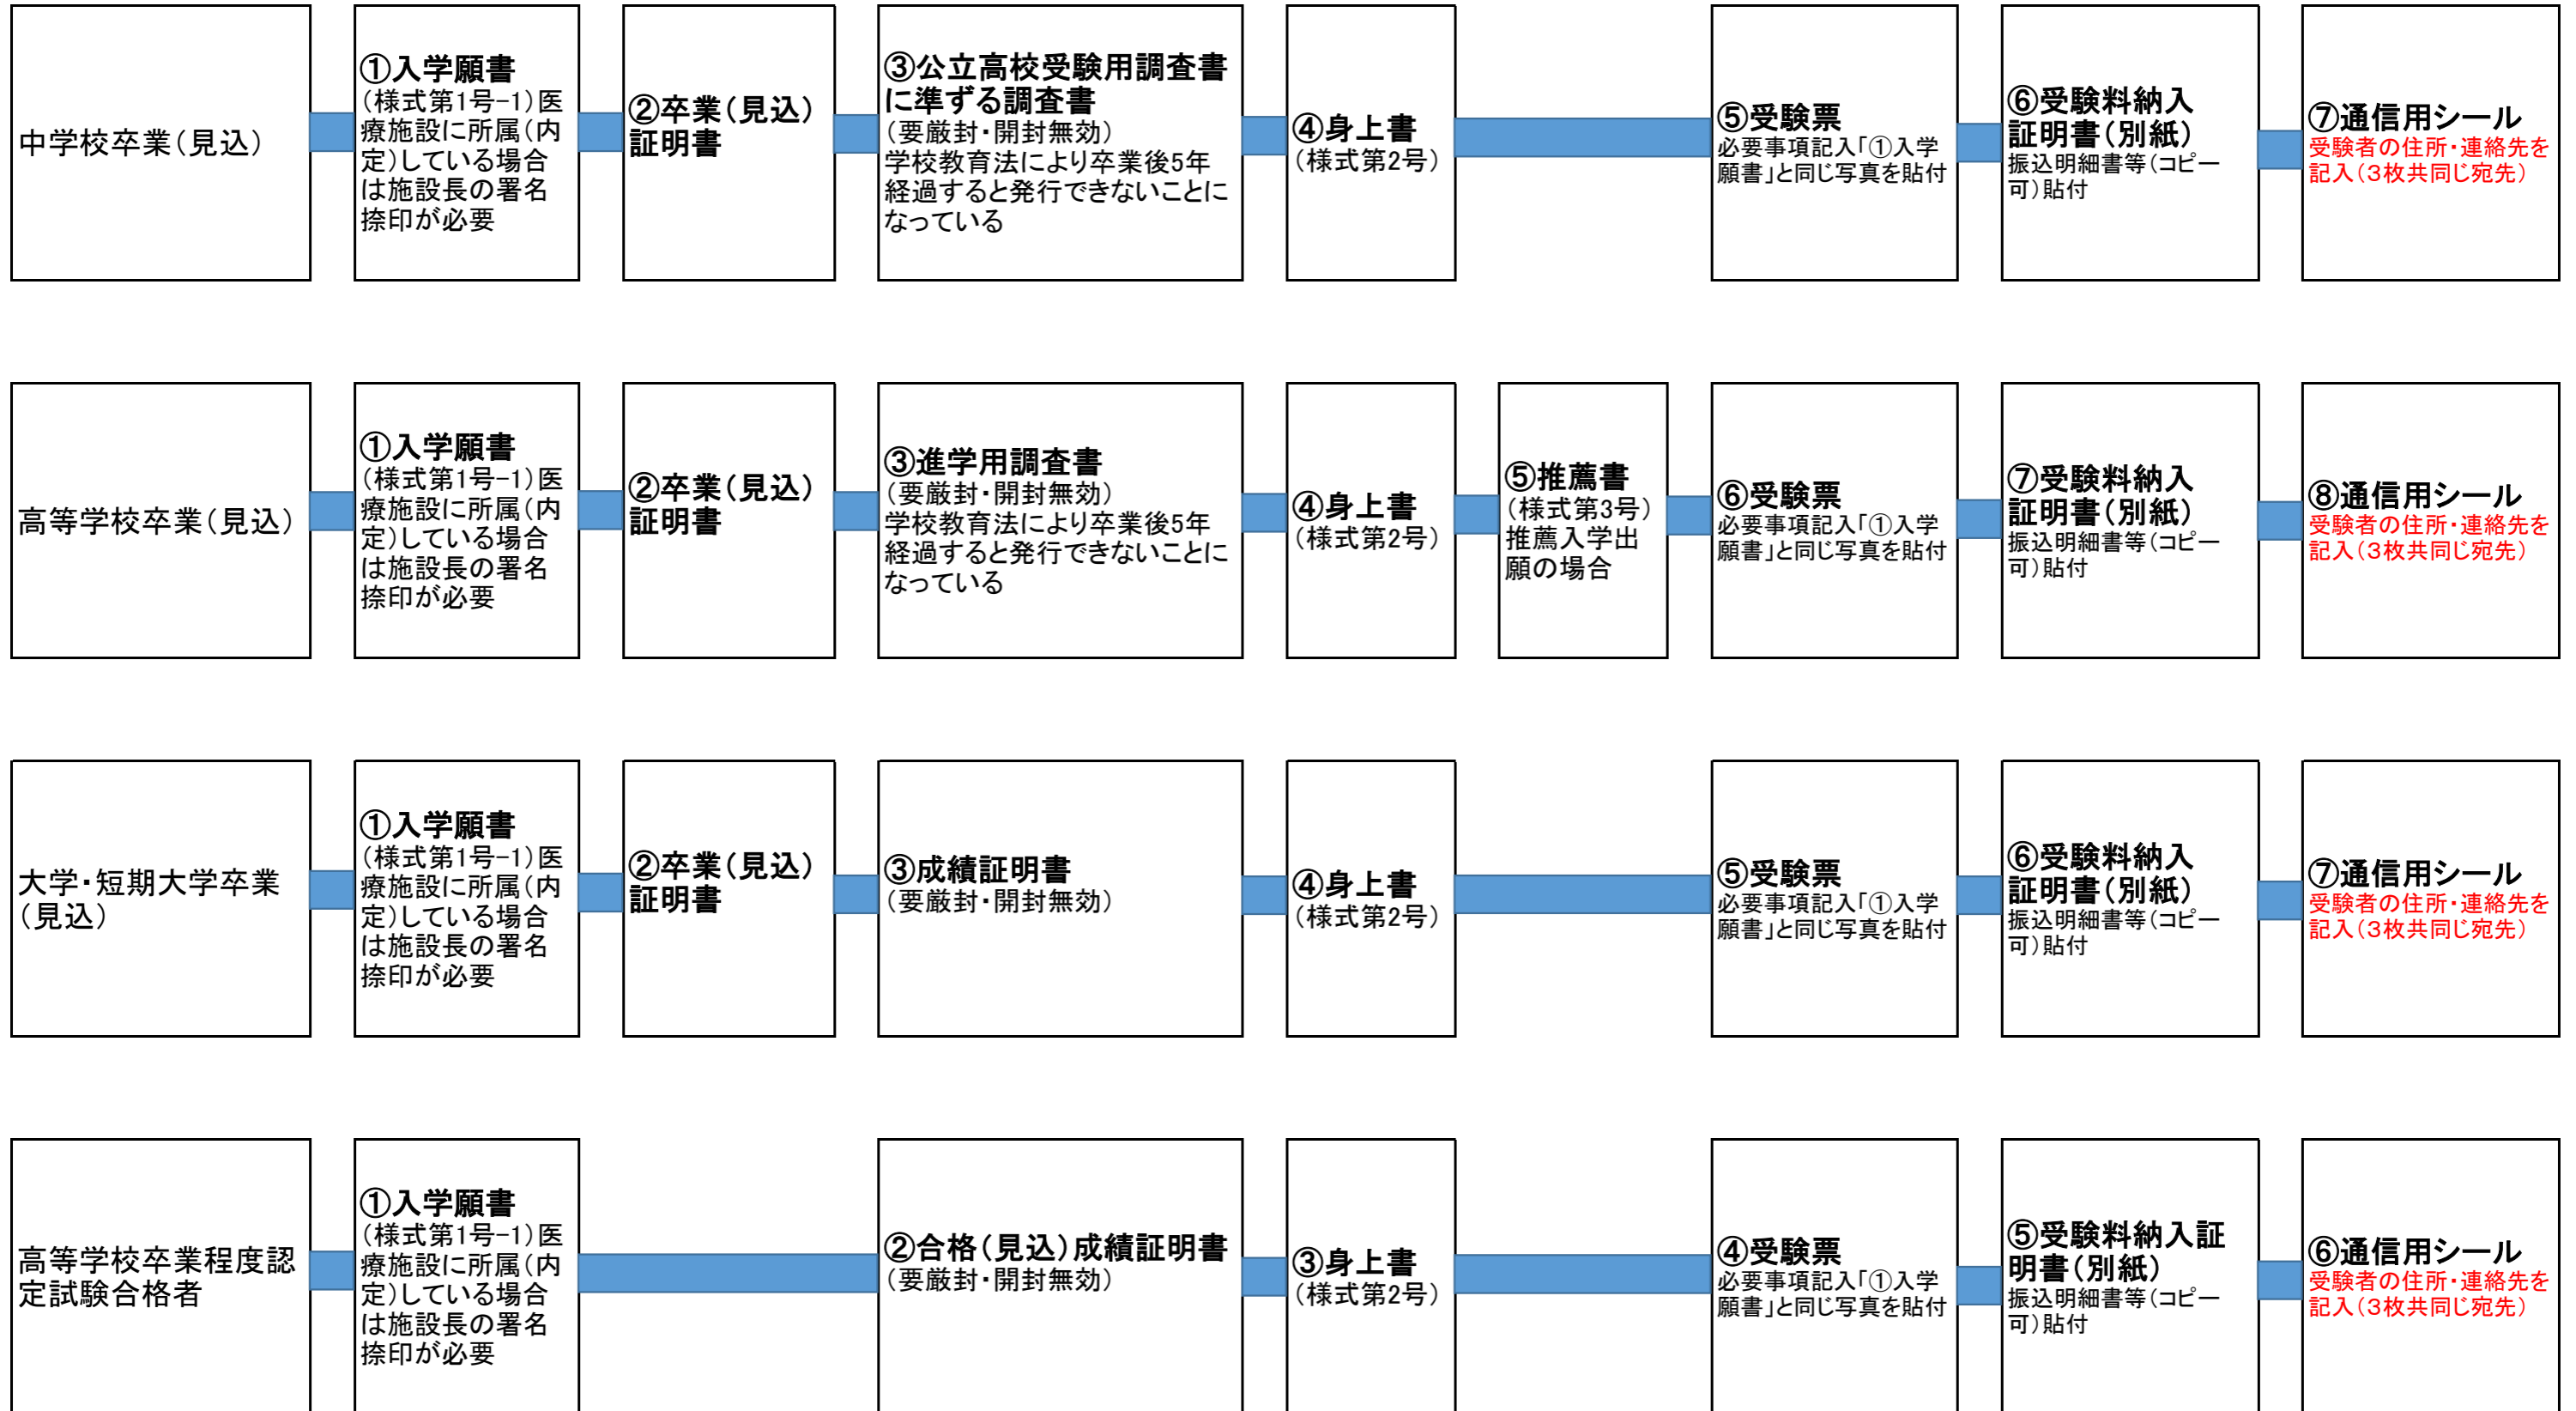 中学校卒業(見込)
①入学願書
(様式第1号-1)医
療施設に所属(内
定)している場合
は施設長の署名
捺印が必要
②卒業(見込)
証明書
③公立高校受験用調査書
に準ずる調査書
(要厳封・開封無効)
学校教育法により卒業後5年
経過すると発行できないことに
なっている
④身上書
(様式第2号)
⑤受験票
必要事項記入「①入学
願書」と同じ写真を貼付
⑥受験料納入
証明書(別紙)
振込明細書等(コピー
可)貼付
⑦通信用シール
受験者の住所・連絡先を
記入(3枚共同じ宛先)
高等学校卒業(見込)
①入学願書
(様式第1号-1)医
療施設に所属(内
定)している場合
は施設長の署名
捺印が必要
②卒業(見込)
証明書
③進学用調査書
(要厳封・開封無効)
学校教育法により卒業後5年
経過すると発行できないことに
なっている
④身上書
(様式第2号)
⑤推薦書
(様式第3号)
推薦入学出
願の場合
⑥受験票
必要事項記入「①入学
願書」と同じ写真を貼付
⑦受験料納入
証明書(別紙)
振込明細書等(コピー
可)貼付
⑧通信用シール
受験者の住所・連絡先を
記入(3枚共同じ宛先)
大学・短期大学卒業
(見込)
①入学願書
(様式第1号-1)医
療施設に所属(内
定)している場合
は施設長の署名
捺印が必要
②卒業(見込)
証明書
③成績証明書
(要厳封・開封無効)
④身上書
(様式第2号)
⑤受験票
必要事項記入「①入学
願書」と同じ写真を貼付
⑥受験料納入
証明書(別紙)
振込明細書等(コピー
可)貼付
⑦通信用シール
受験者の住所・連絡先を
記入(3枚共同じ宛先)
高等学校卒業程度認
定試験合格者
①入学願書
(様式第1号-1)医
療施設に所属(内
定)している場合
は施設長の署名
捺印が必要
②合格(見込)成績証明書
(要厳封・開封無効)
③身上書
(様式第2号)
④受験票
必要事項記入「①入学
願書」と同じ写真を貼付
⑤受験料納入証
明書(別紙)
振込明細書等(コピー
可)貼付
⑥通信用シール
受験者の住所・連絡先を
記入(3枚共同じ宛先)